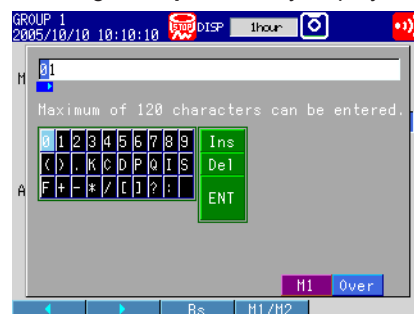 GROUP 1
2005/10/10 10:10:10 STOP DISP 1hour
M
01
Maximum of 120 characters can be entered.
0 1 2 3 4 5 6 7 8 9 Ins
( ) . K C D P Q I S Del
A
F + - * / [ ] ? : ENT
M1 Over
Bs M1/M2